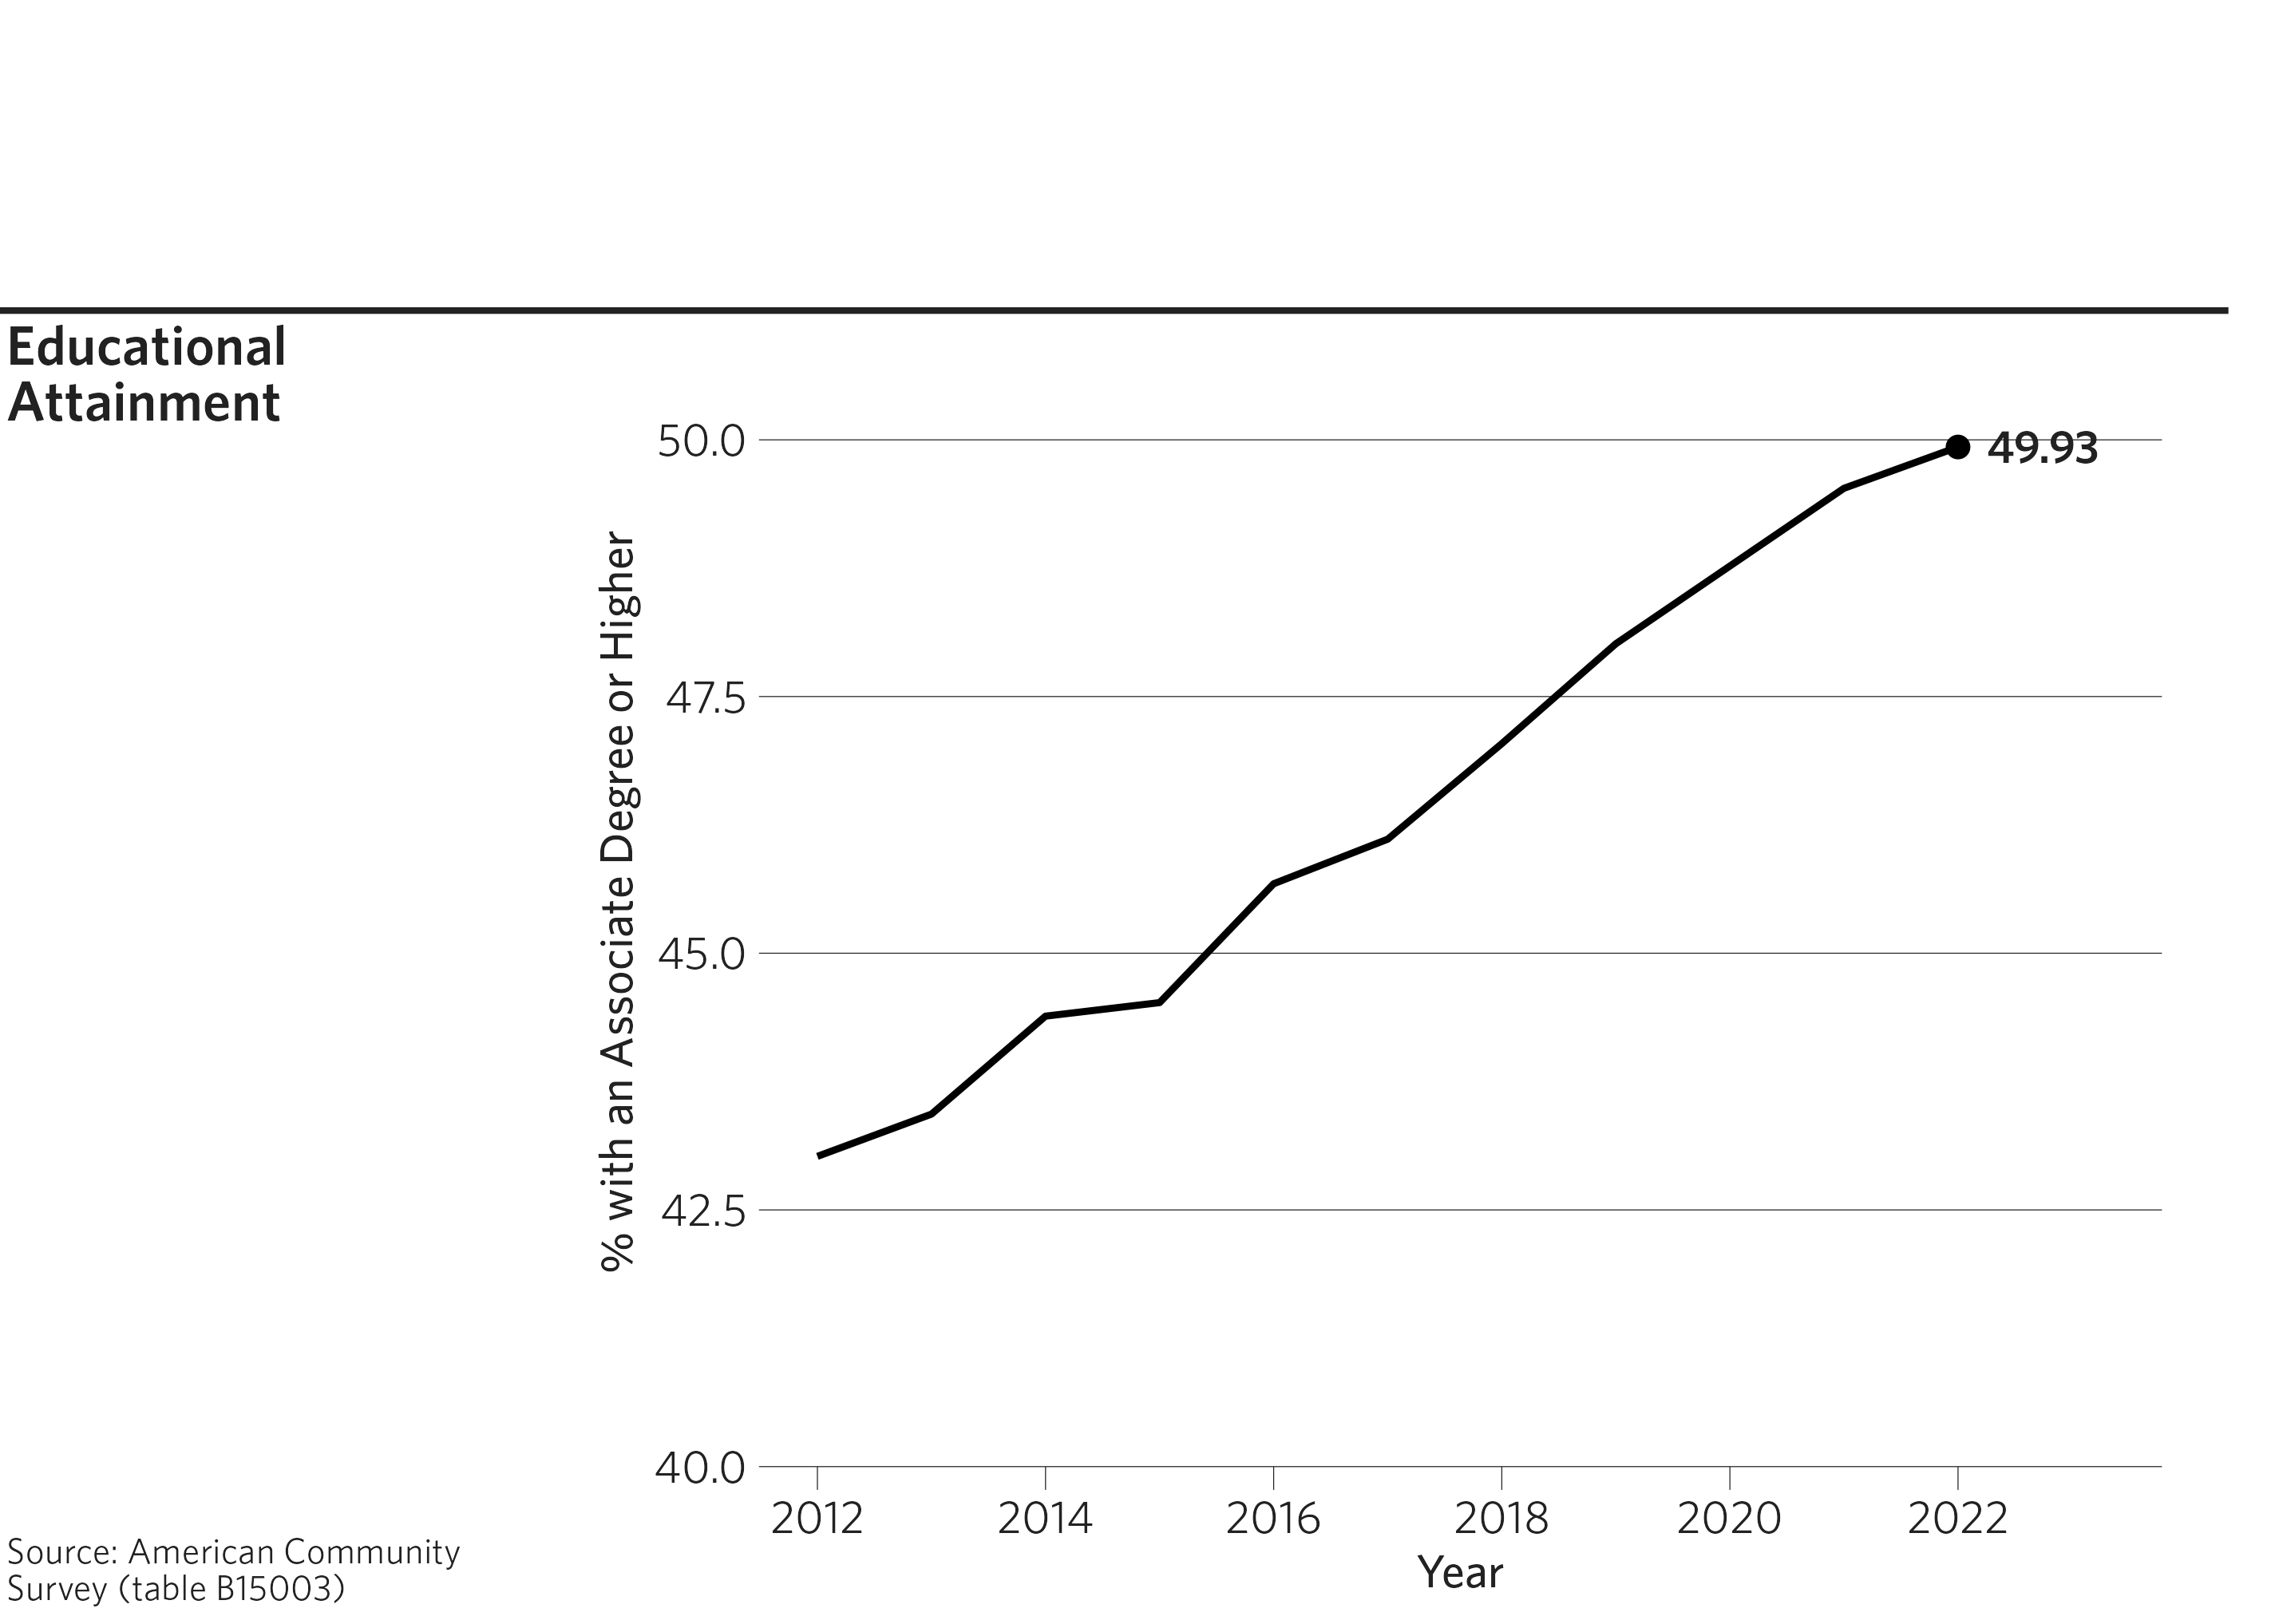 Educational
Attainment
% with an Associate Degree or Higher
50.0
47.5
45.0
42.5
40.0
49.93
2012 2014 2016 2018 2020 2022
Year
Source: American Community
Survey (table B15003)